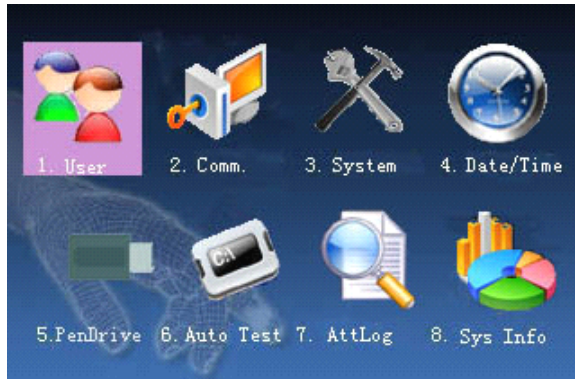 1. User 2. Comm. 3. System 4. Date/Time
C:\
5.PenDrive 6. Auto Test 7. AttLog 8. Sys Info